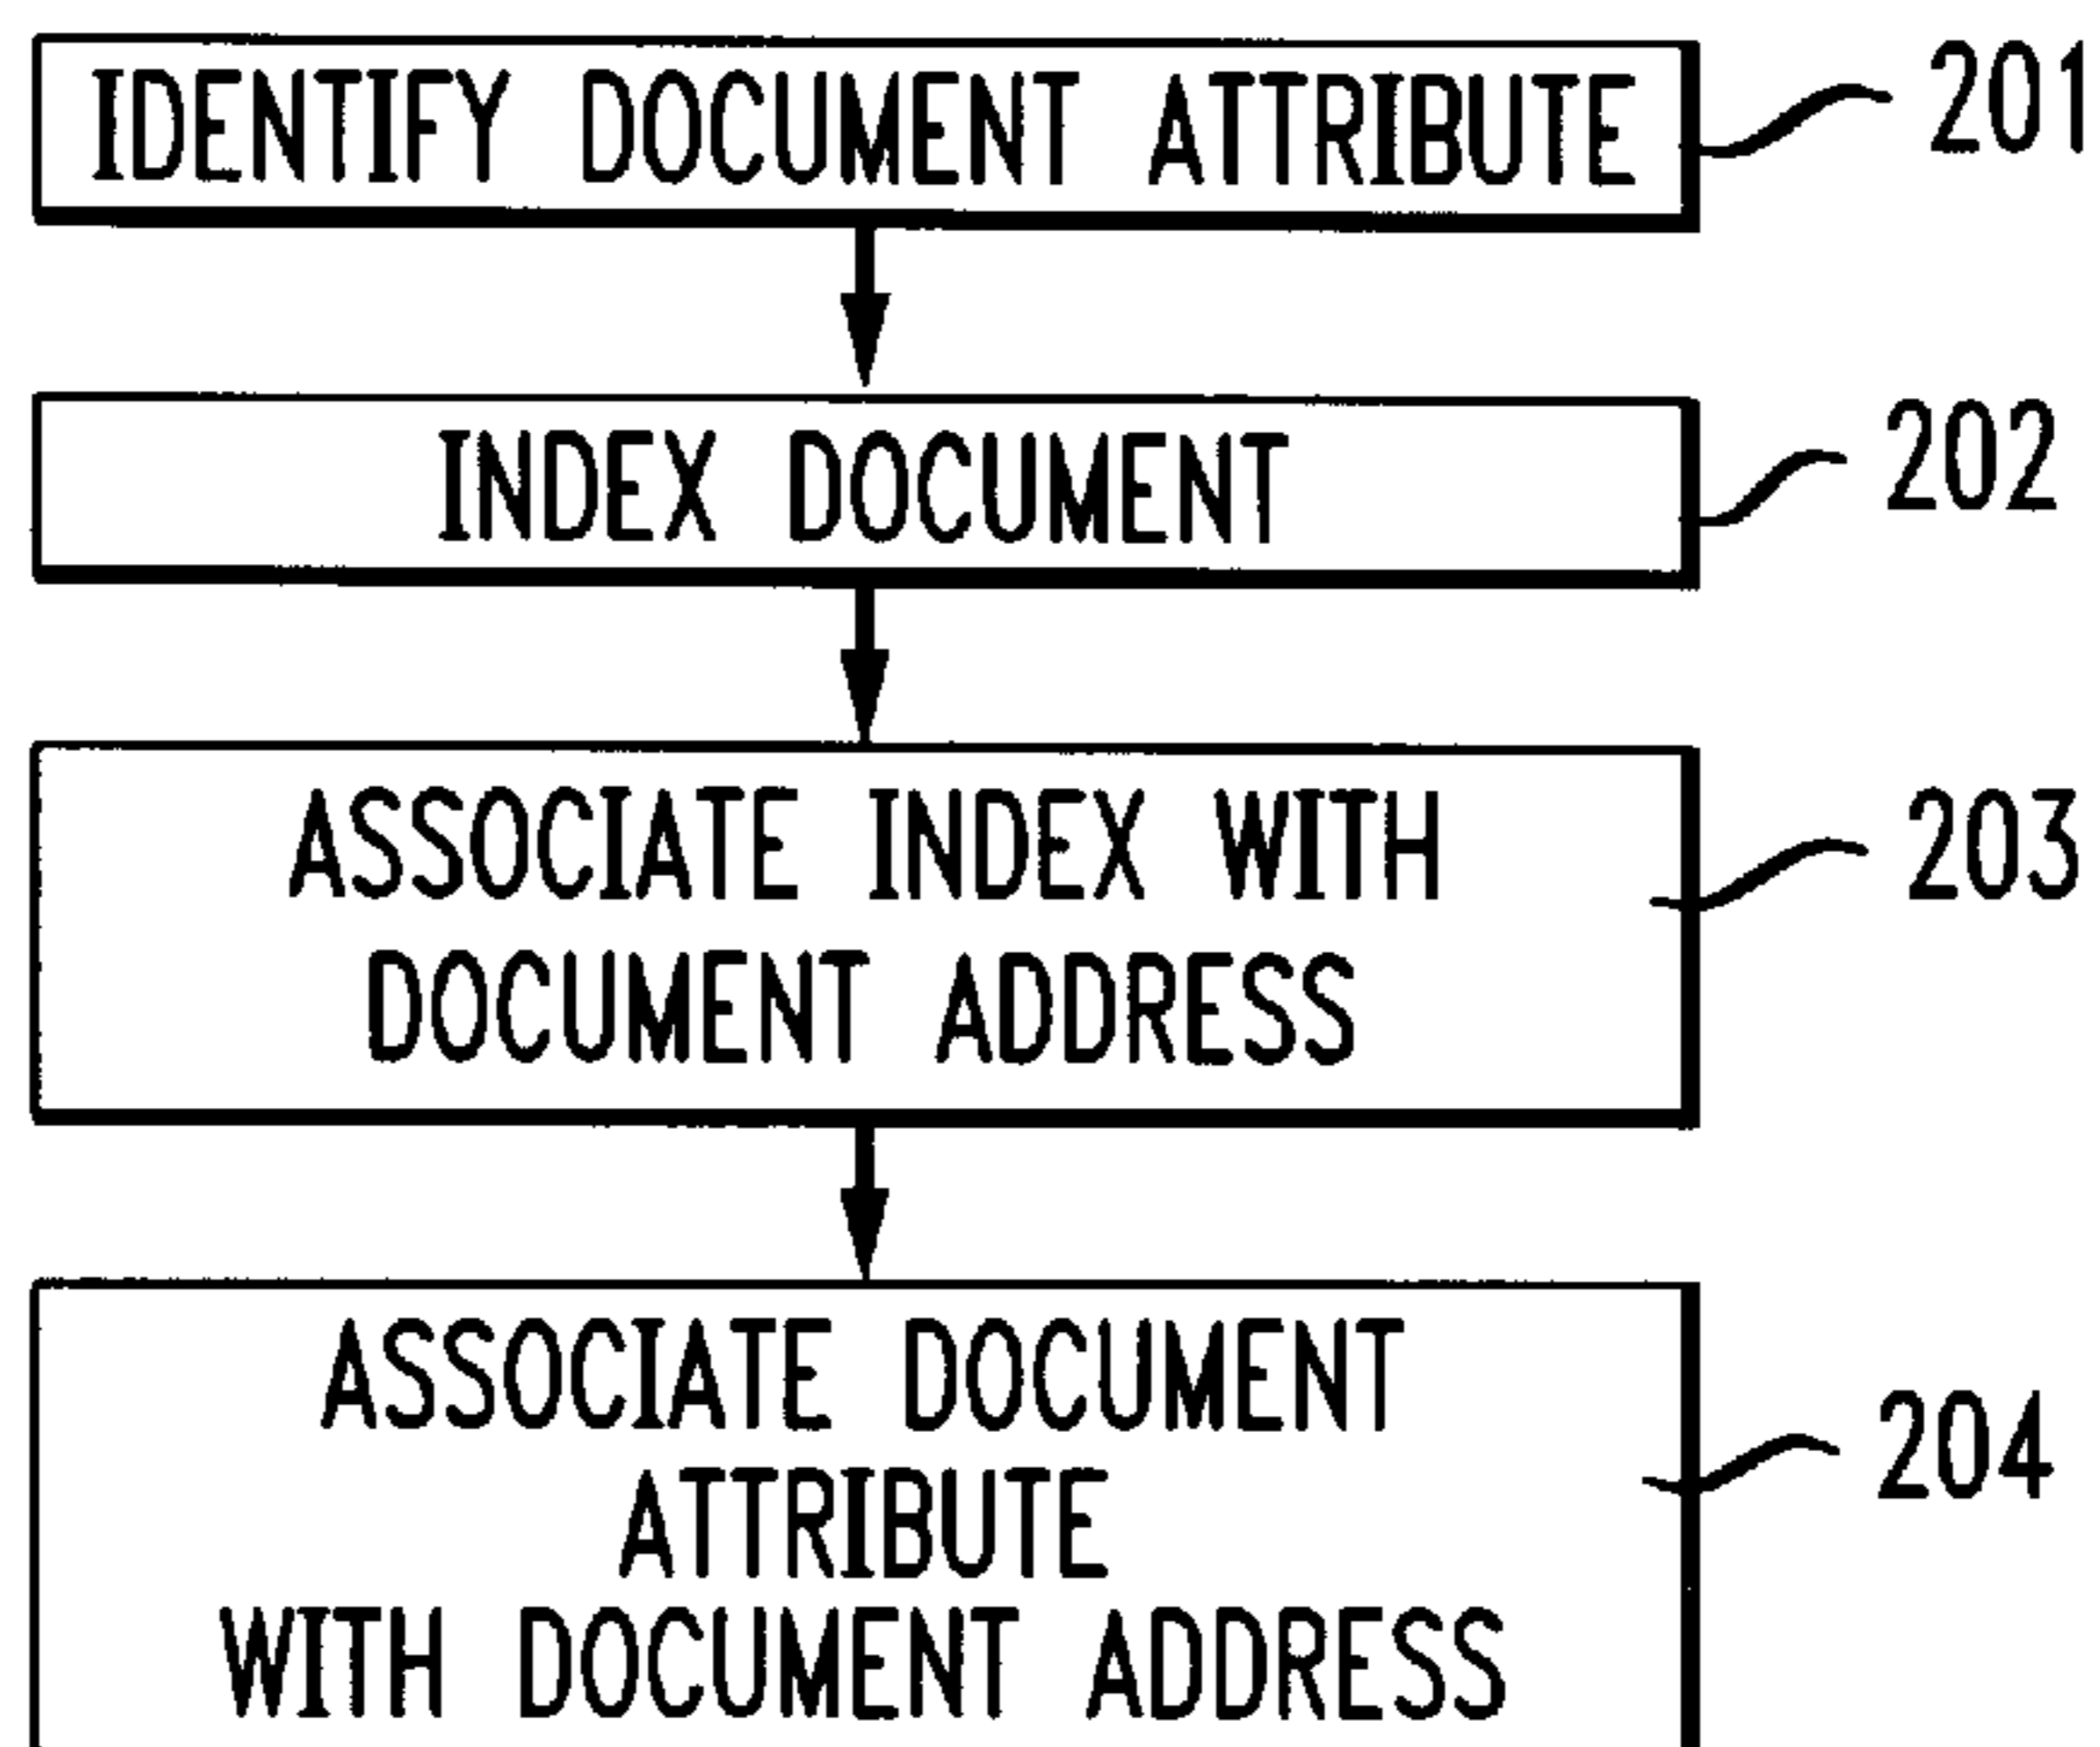 IDENTIFY DOCUMENT ATTRIBUTE
201
INDEX DOCUMENT
202
ASSOCIATE INDEX WITH
DOCUMENT ADDRESS
203
ASSOCIATE DOCUMENT
ATTRIBUTE
WITH DOCUMENT ADDRESS
204